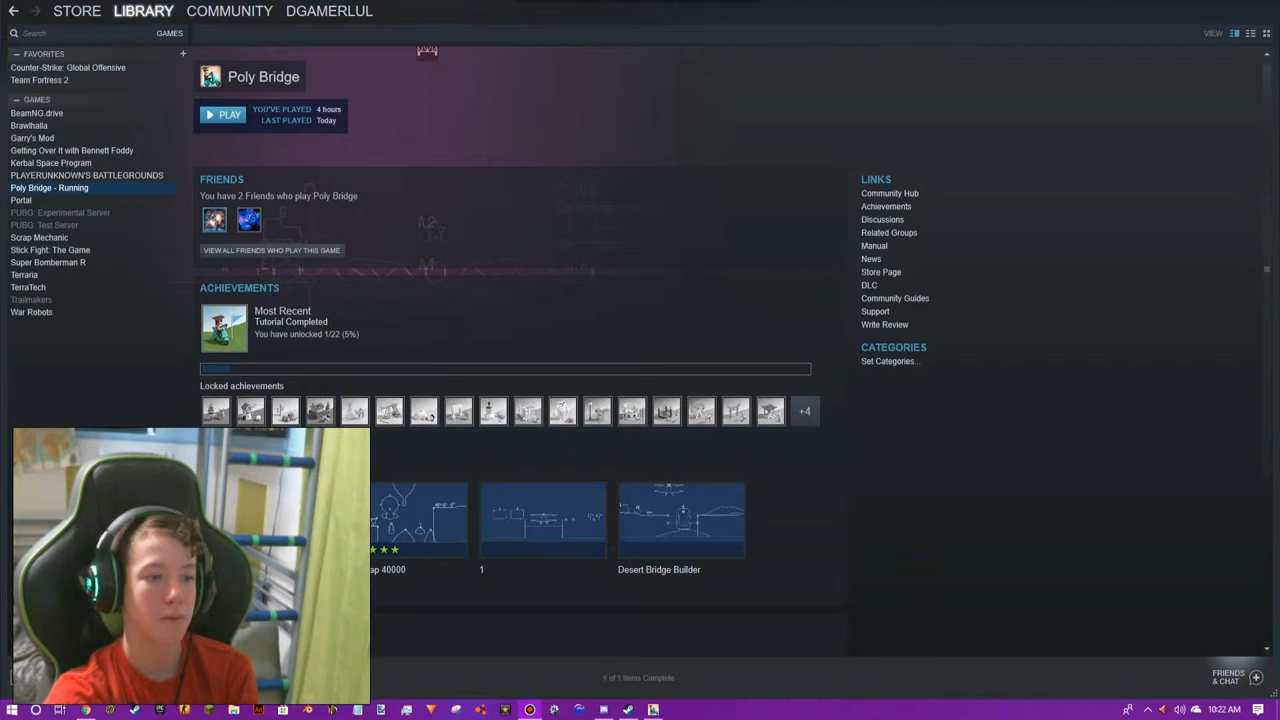 STORE LIBRARY COMMUNITY DGAMERLUL
Search GAMES VIEW
FAVORITES +
Counter-Strike: Global Offensive
Team Fortress 2
GAMES
BeamNG.drive
Brawlhalla
Garry's Mod
Getting Over It with Bennett Foddy
Kerbal Space Program
PLAYERUNKNOWN'S BATTLEGROUNDS
Poly Bridge - Running
Portal
PUBG: Experimental Server
PUBG: Test Server
Scrap Mechanic
Stick Fight: The Game
Super Bomberman R
Terraria
TerraTech
Trailmakers
War Robots
Poly Bridge
PLAY
YOU'VE PLAYED 4 hours
LAST PLAYED Today
FRIENDS
You have 2 Friends who play Poly Bridge
VIEW ALL FRIENDS WHO PLAY THIS GAME
ACHIEVEMENTS
Most Recent
Tutorial Completed
You have unlocked 1/22 (5%)
Locked achievements
+4
ap 40000
1
Desert Bridge Builder
LINKS
Community Hub
Achievements
Discussions
Related Groups
Manual
News
Store Page
DLC
Community Guides
Support
Write Review
CATEGORIES
Set Categories...
1 of 1 Items Complete
FRIENDS
& CHAT
10:22 AM